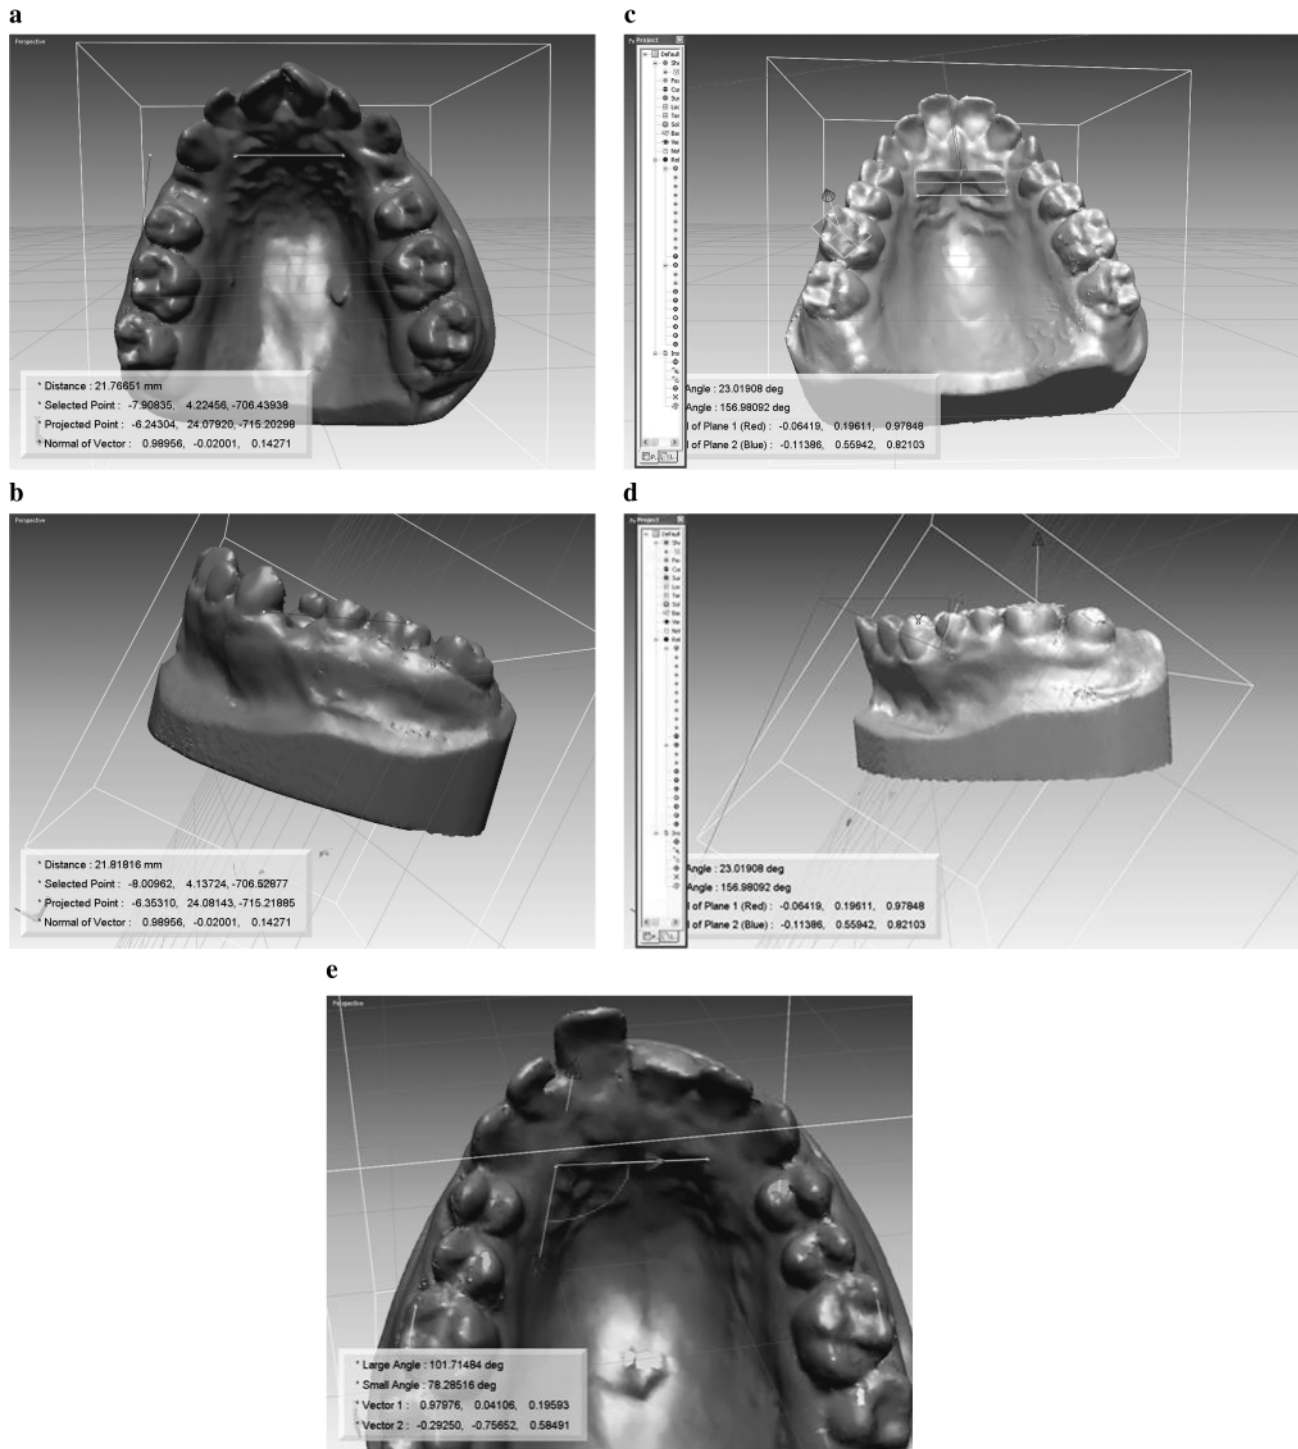 a
Perspective
* Distance : 21.76651 mm
* Selected Point : -7.90835, 4.22456, -706.43938
* Projected Point : -6.24304, 24.07920, -715.20298
* Normal of Vector : 0.98956, -0.02001, 0.14271
c
Project
Default
Angle : 23.01908 deg
Angle : 156.98092 deg
l of Plane 1 (Red) : -0.06419, 0.19611, 0.97848
l of Plane 2 (Blue) : -0.11386, 0.55942, 0.82103
b
Perspective
* Distance : 21.81816 mm
* Selected Point : -8.00962, 4.13724, -706.52877
* Projected Point : -6.35310, 24.08143, -715.21885
* Normal of Vector : 0.98956, -0.02001, 0.14271
d
Project
Default
Angle : 23.01908 deg
Angle : 156.98092 deg
l of Plane 1 (Red) : -0.06419, 0.19611, 0.97848
l of Plane 2 (Blue) : -0.11386, 0.55942, 0.82103
e
Perspective
* Large Angle : 101.71484 deg
* Small Angle : 78.28516 deg
* Vector 1 : 0.97976, 0.04106, 0.19593
* Vector 2 : -0.29250, -0.75652, 0.58491